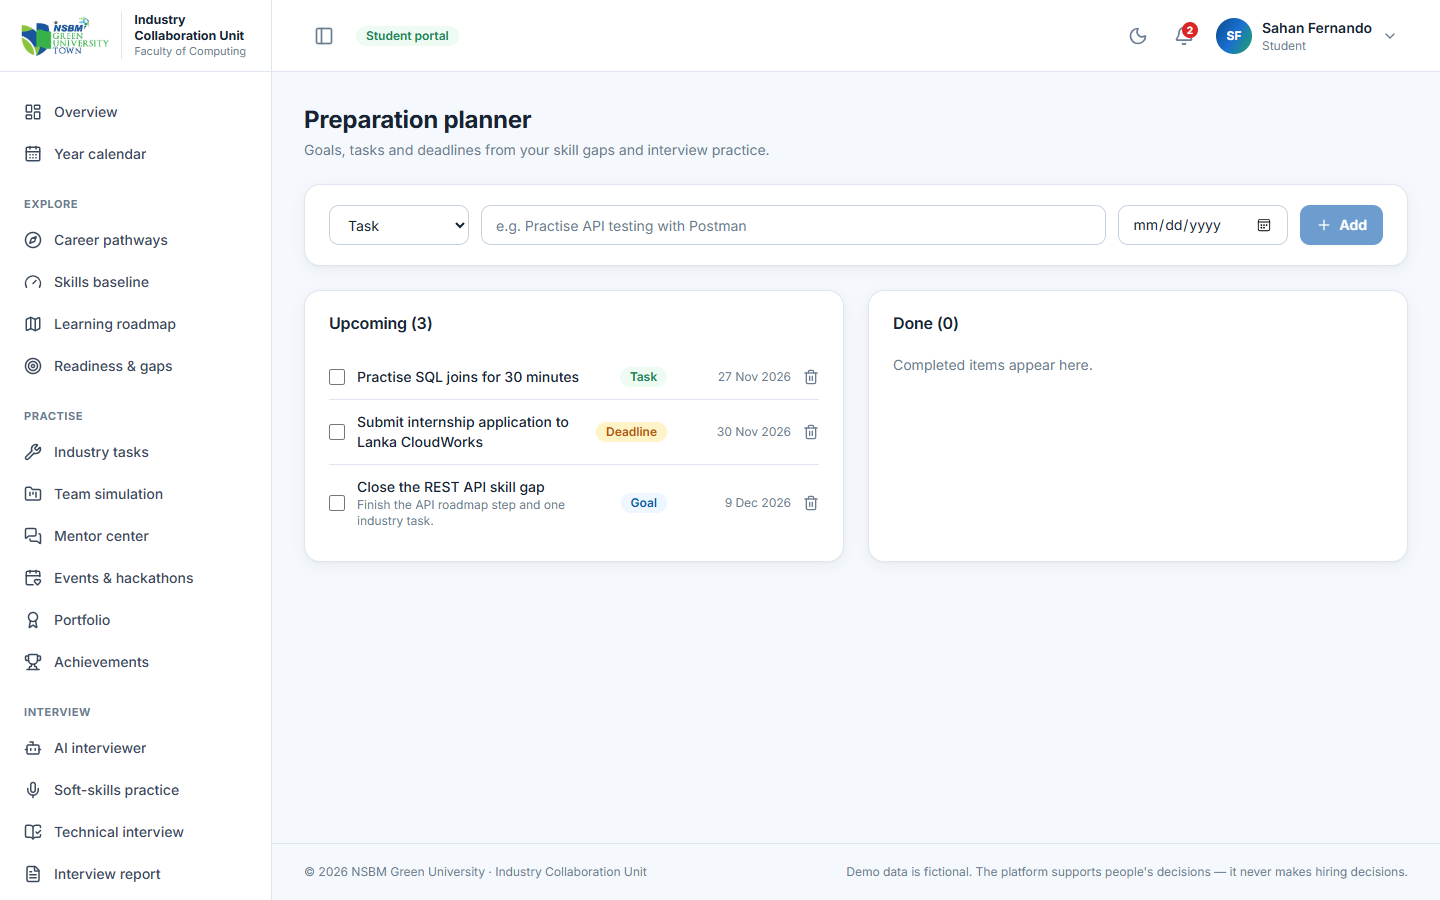 NSBM
GREEN
UNIVERSITY
TOWN
Industry
Collaboration Unit
Faculty of Computing
Student portal
2
SF
Sahan Fernando
Student
Overview
Year calendar
EXPLORE
Career pathways
Skills baseline
Learning roadmap
Readiness & gaps
PRACTISE
Industry tasks
Team simulation
Mentor center
Events & hackathons
Portfolio
Achievements
INTERVIEW
AI interviewer
Soft-skills practice
Technical interview
Interview report
Preparation planner
Goals, tasks and deadlines from your skill gaps and interview practice.
Task
e.g. Practise API testing with Postman
mm/dd/yyyy
Add
Upcoming (3)
Practise SQL joins for 30 minutes Task 27 Nov 2026
Submit internship application to
Lanka CloudWorks
Deadline 30 Nov 2026
Close the REST API skill gap
Finish the API roadmap step and one
industry task.
Goal 9 Dec 2026
Done (0)
Completed items appear here.
© 2026 NSBM Green University · Industry Collaboration Unit
Demo data is fictional. The platform supports people's decisions — it never makes hiring decisions.